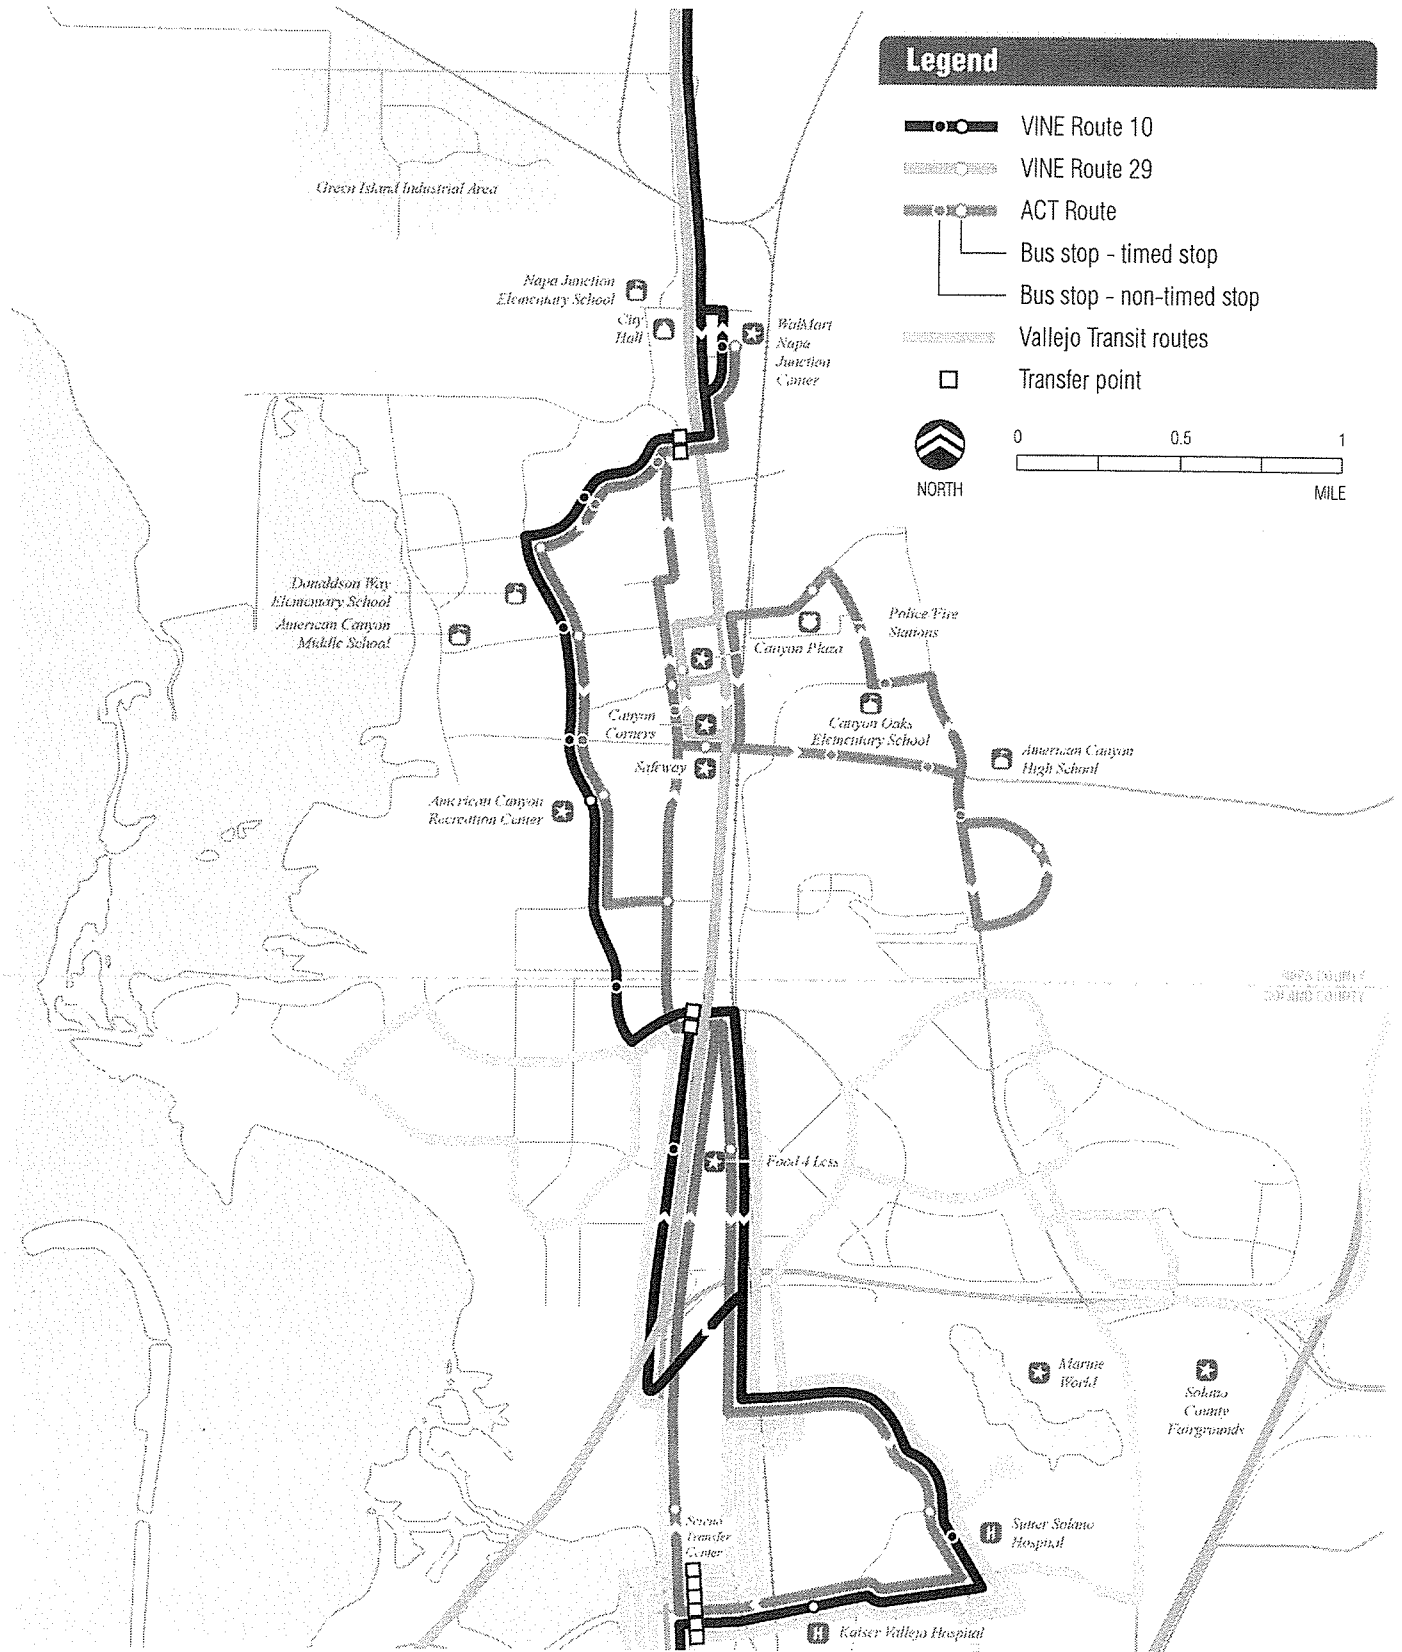 Legend
VINE Route 10
VINE Route 29
ACT Route
Bus stop - timed stop
Bus stop - non-timed stop
Vallejo Transit routes
Transfer point
0
0.5
1
NORTH
MILE
Green Island Industrial Area
Napa Junction
Elementary School
City
Hall
WalMart
Napa
Junction
Center
Donaldson Way
Elementary School
American Canyon
Middle School
Police/Fire
Stations
Canyon Plaza
Canyon
Corners
Canyon Oaks
Elementary School
Safeway
American Canyon
High School
American Canyon
Recreation Center
Food 4 Less
Marine
World
Solano
County
Fairgrounds
Sereno
Transfer
Center
H
Sutter Solano
Hospital
H
Kaiser Vallejo Hospital